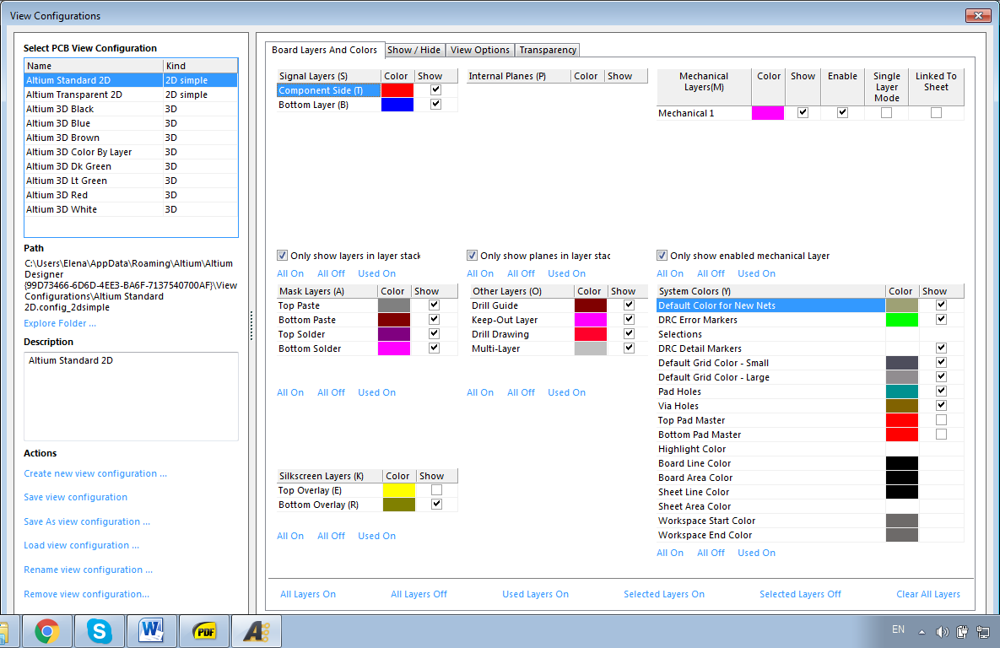 View Configurations
Select PCB View Configuration
Name Kind
Altium Standard 2D 2D simple
Altium Transparent 2D 2D simple
Altium 3D Black 3D
Altium 3D Blue 3D
Altium 3D Brown 3D
Altium 3D Color By Layer 3D
Altium 3D Dk Green 3D
Altium 3D Lt Green 3D
Altium 3D Red 3D
Altium 3D White 3D
Path
C:\Users\Elena\AppData\Roaming\Altium\Altium
Designer
{99D73466-6D6D-4EE3-BA6F-7137540700AF}\View
Configurations\Altium Standard
2D.config_2dsimple
Explore Folder ...
Description
Altium Standard 2D
Actions
Create new view configuration ...
Save view configuration
Save As view configuration ...
Load view configuration ...
Rename view configuration ...
Remove view configuration...
Board Layers And Colors Show / Hide View Options Transparency
Signal Layers (S) Color Show
Component Side (T)
Bottom Layer (B)
Only show layers in layer stack
All On All Off Used On
Internal Planes (P) Color Show
Only show planes in layer stac
All On All Off Used On
Mechanical Layers(M) Color Show Enable Single Layer Mode Linked To Sheet
Mechanical 1
Only show enabled mechanical Layer
All On All Off Used On
Mask Layers (A) Color Show
Top Paste
Bottom Paste
Top Solder
Bottom Solder
All On All Off Used On
Other Layers (O) Color Show
Drill Guide
Keep-Out Layer
Drill Drawing
Multi-Layer
All On All Off Used On
System Colors (Y) Color Show
Default Color for New Nets
DRC Error Markers
Selections
DRC Detail Markers
Default Grid Color - Small
Default Grid Color - Large
Pad Holes
Via Holes
Top Pad Master
Bottom Pad Master
Highlight Color
Board Line Color
Board Area Color
Sheet Line Color
Sheet Area Color
Workspace Start Color
Workspace End Color
All On All Off Used On
Silkscreen Layers (K) Color Show
Top Overlay (E)
Bottom Overlay (R)
All On All Off Used On
All Layers On All Layers Off Used Layers On Selected Layers On Selected Layers Off Clear All Layers
PDF
EN